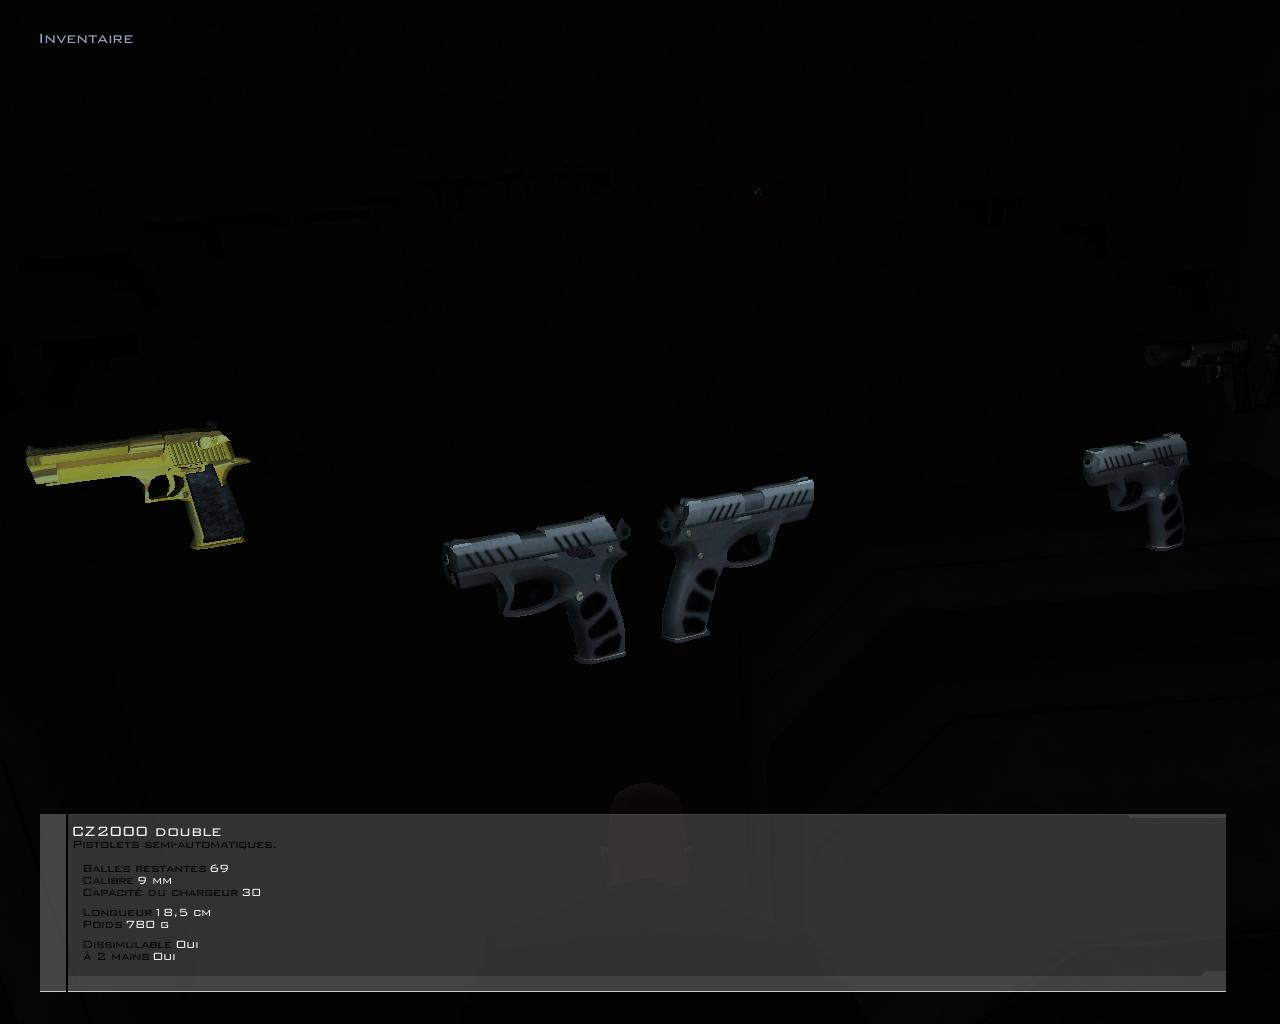 Inventaire
CZ2000 double
Pistolets semi-automatiques.
Balles restantes 69
Calibre 9 mm
Capacité du chargeur 30
Longueur 18,5 cm
Poids 780 g
Dissimulable Oui
À 2 mains Oui